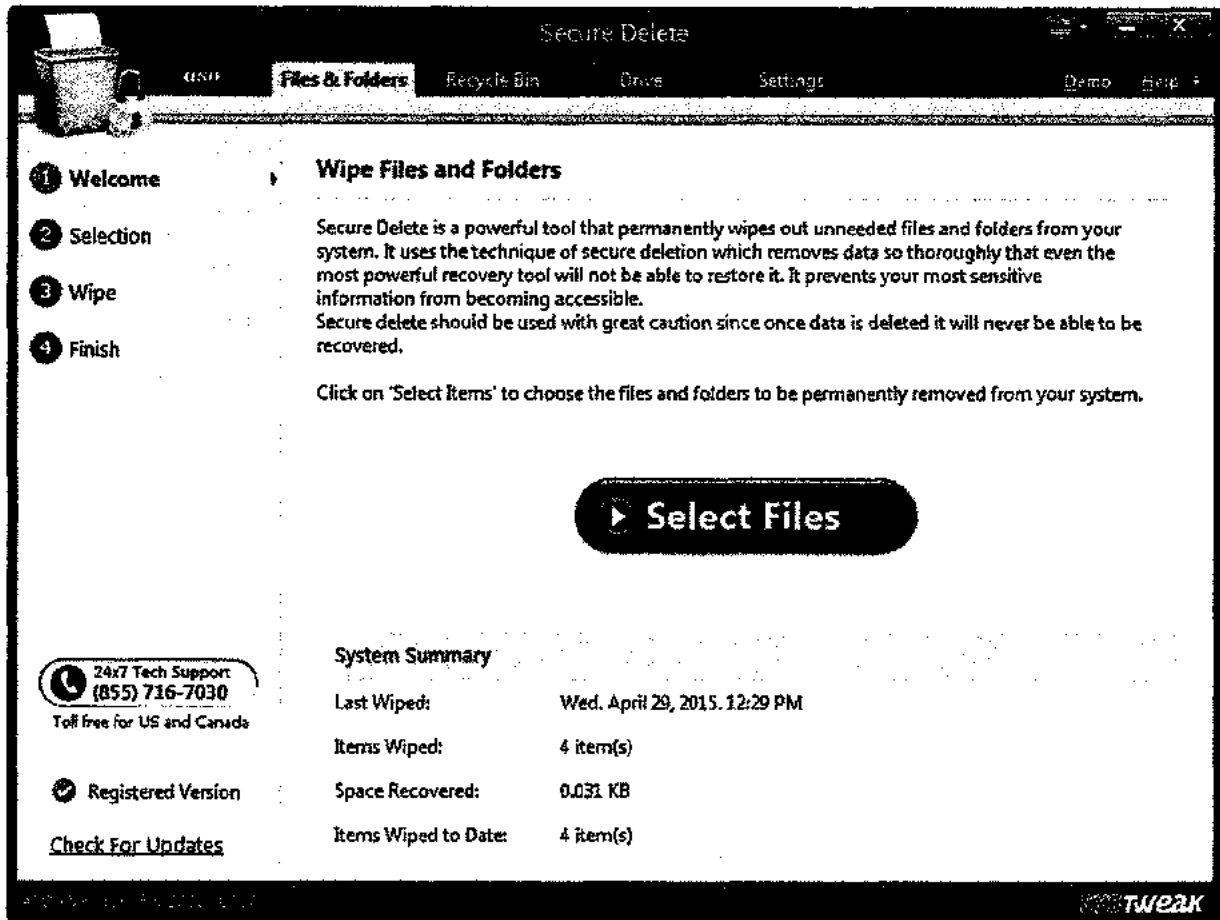 Secure Delete
aso Files & Folders Recycle Bin Drive Settings Demo Help
1 Welcome
2 Selection
3 Wipe
4 Finish
Wipe Files and Folders
Secure Delete is a powerful tool that permanently wipes out unneeded files and folders from your
system. It uses the technique of secure deletion which removes data so thoroughly that even the
most powerful recovery tool will not be able to restore it. It prevents your most sensitive
information from becoming accessible.
Secure delete should be used with great caution since once data is deleted it will never be able to be
recovered.
Click on 'Select Items' to choose the files and folders to be permanently removed from your system.
Select Files
24x7 Tech Support
(855) 716-7030
Toll free for US and Canada
Registered Version
Check For Updates
System Summary
Last Wiped: Wed, April 29, 2015. 12:29 PM
Items Wiped: 4 item(s)
Space Recovered: 0.031 KB
Items Wiped to Date: 4 item(s)
Tweak